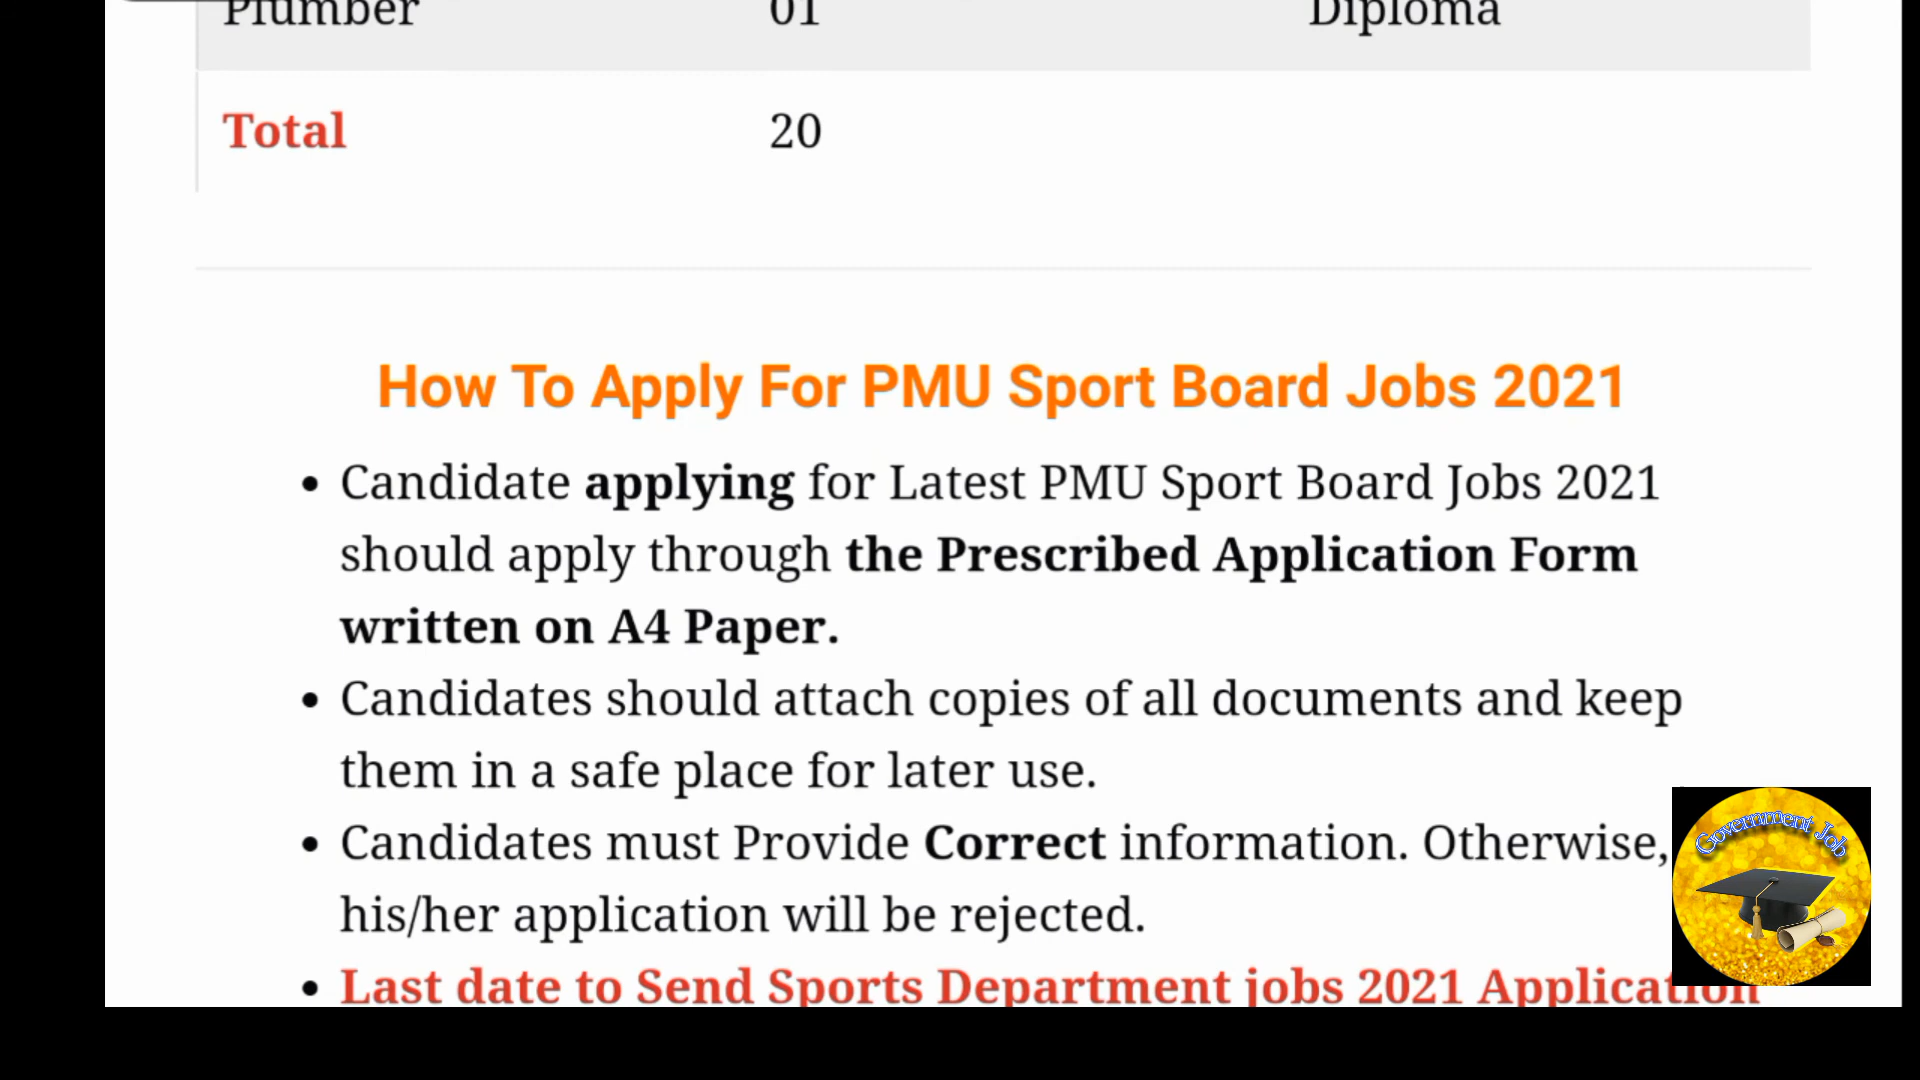 Plumber 01 Diploma
Total 20
How To Apply For PMU Sport Board Jobs 2021
• Candidate applying for Latest PMU Sport Board Jobs 2021
should apply through the Prescribed Application Form
written on A4 Paper.
• Candidates should attach copies of all documents and keep
them in a safe place for later use.
• Candidates must Provide Correct information. Otherwise,
his/her application will be rejected.
• Last date to Send Sports Department jobs 2021 Application
Government Job